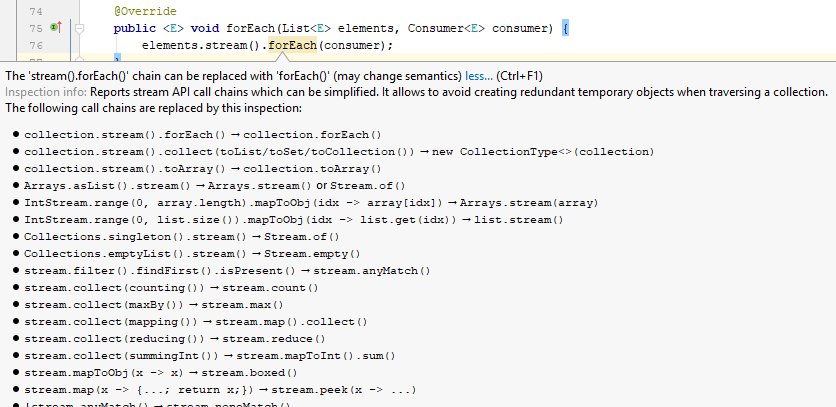 74 @Override
75 public <E> void forEach(List<E> elements, Consumer<E> consumer) {
76 elements.stream().forEach(consumer);
The 'stream().forEach()' chain can be replaced with 'forEach()' (may change semantics) less... (Ctrl+F1)
Inspection info: Reports stream API call chains which can be simplified. It allows to avoid creating redundant temporary objects when traversing a collection.
The following call chains are replaced by this inspection:
● collection.stream().forEach() → collection.forEach()
● collection.stream().collect(toList/toSet/toCollection()) → new CollectionType<>(collection)
● collection.stream().toArray() → collection.toArray()
● Arrays.asList().stream() → Arrays.stream() or Stream.of()
● IntStream.range(0, array.length).mapToObj(idx -> array[idx]) → Arrays.stream(array)
● IntStream.range(0, list.size()).mapToObj(idx -> list.get(idx)) → list.stream()
● Collections.singleton().stream() → Stream.of()
● Collections.emptyList().stream() → Stream.empty()
● stream.filter().findFirst().isPresent() → stream.anyMatch()
● stream.collect(counting()) → stream.count()
● stream.collect(maxBy()) → stream.max()
● stream.collect(mapping()) → stream.map().collect()
● stream.collect(reducing()) → stream.reduce()
● stream.collect(summingInt()) → stream.mapToInt().sum()
● stream.mapToObj(x -> x) → stream.boxed()
● stream.map(x -> {...; return x;}) → stream.peek(x -> ...)
● !stream.anyMatch() → stream.noneMatch()